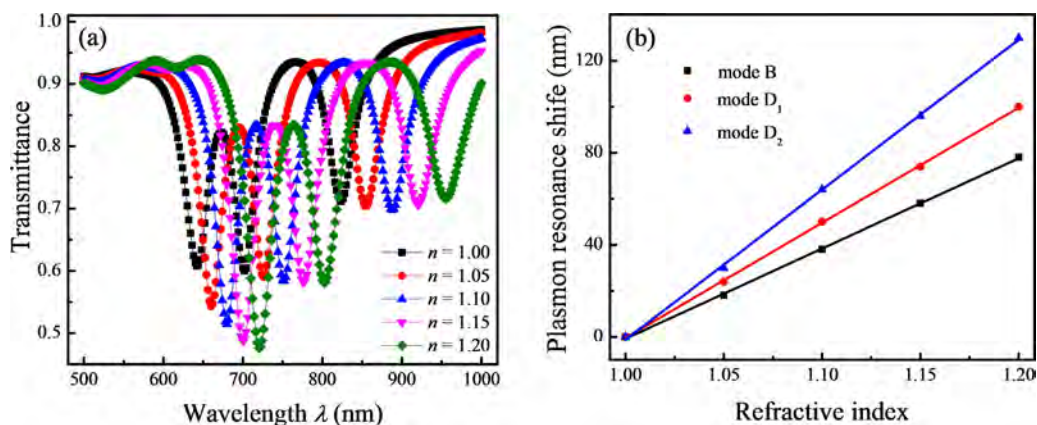 (a)
1.0
0.9
0.8
0.7
0.6
0.5
Transmittance
n = 1.00
n = 1.05
n = 1.10
n = 1.15
n = 1.20
500 600 700 800 900 1000
Wavelength λ (nm)
(b)
120
80
40
0
Plasmon resonance shife (nm)
mode B
mode D₁
mode D₂
1.00 1.05 1.10 1.15 1.20
Refractive index